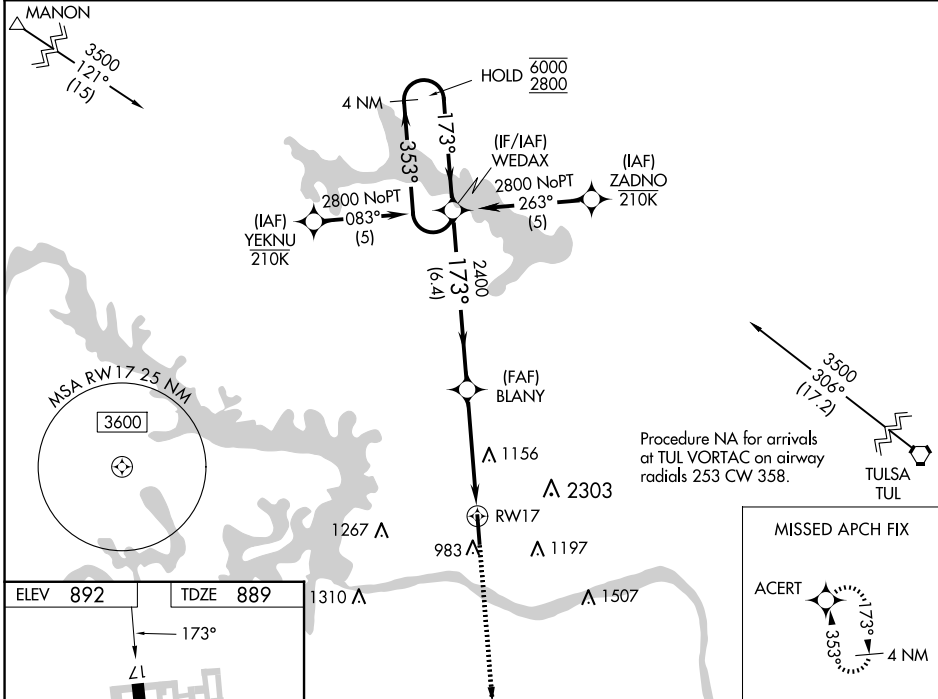 MANON
3500
121°
(15)
HOLD 6000
2800
4 NM
173°
353°
(IF/IAF)
WEDAX
(IAF)
ZADNO
210K
2800 NoPT
263°
(5)
2800 NoPT
083°
(5)
(IAF)
YEKNU
210K
2400
173°
(6.4)
(FAF)
BLANY
MSA RW17 25 NM
3600
3500
306°
(17.2)
TULSA
TUL
Procedure NA for arrivals
at TUL VORTAC on airway
radials 253 CW 358.
1156
2303
RW17
1267
983
1197
1310
1507
MISSED APCH FIX
ACERT
173°
353°
4 NM
ELEV 892
TDZE 889
173°
17